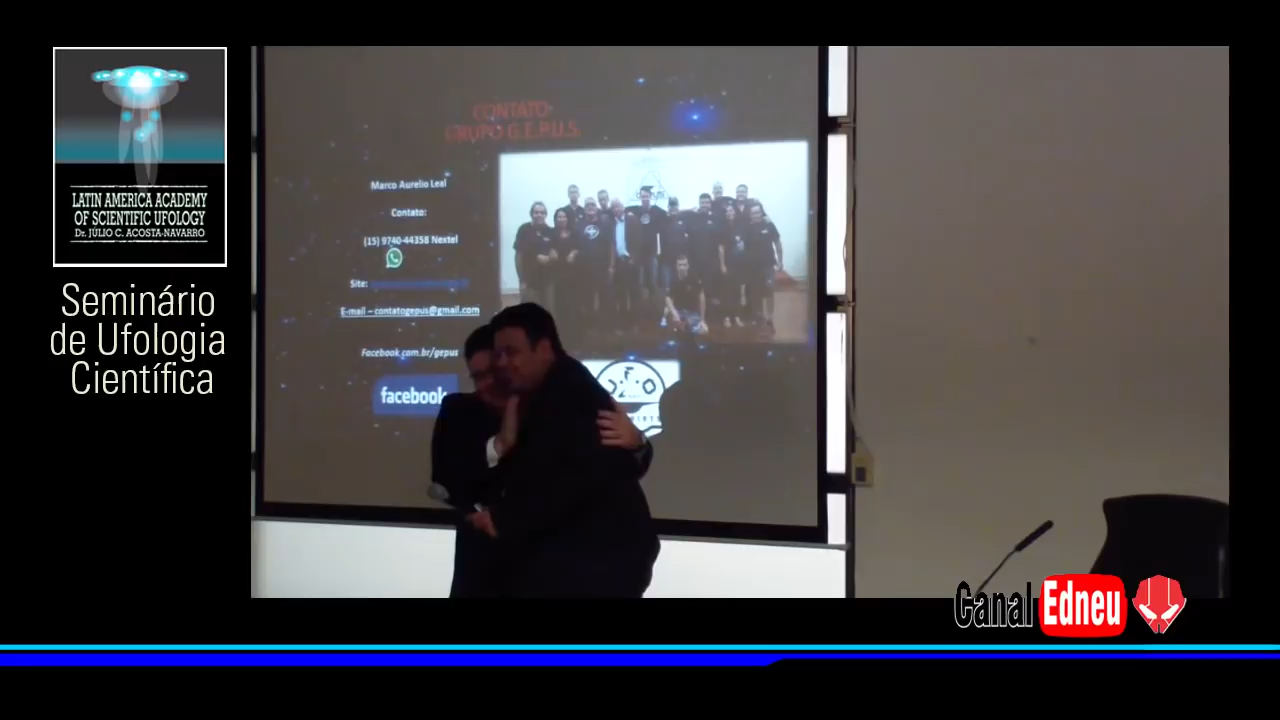 LATIN AMERICA ACADEMY
OF SCIENTIFIC UFOLOGY
Dr. JÚLIO C. ACOSTA-NAVARRO
Seminário
de Ufologia
Científica
CONTATO
GRUPO G.E.P.U.S.
Marco Aurelio Leal
Contato:
(15) 9740-44358 Nextel
Site:
E-mail – contatogepus@gmail.com
Facebook.com.br/gepus
facebook
Canal Edneu